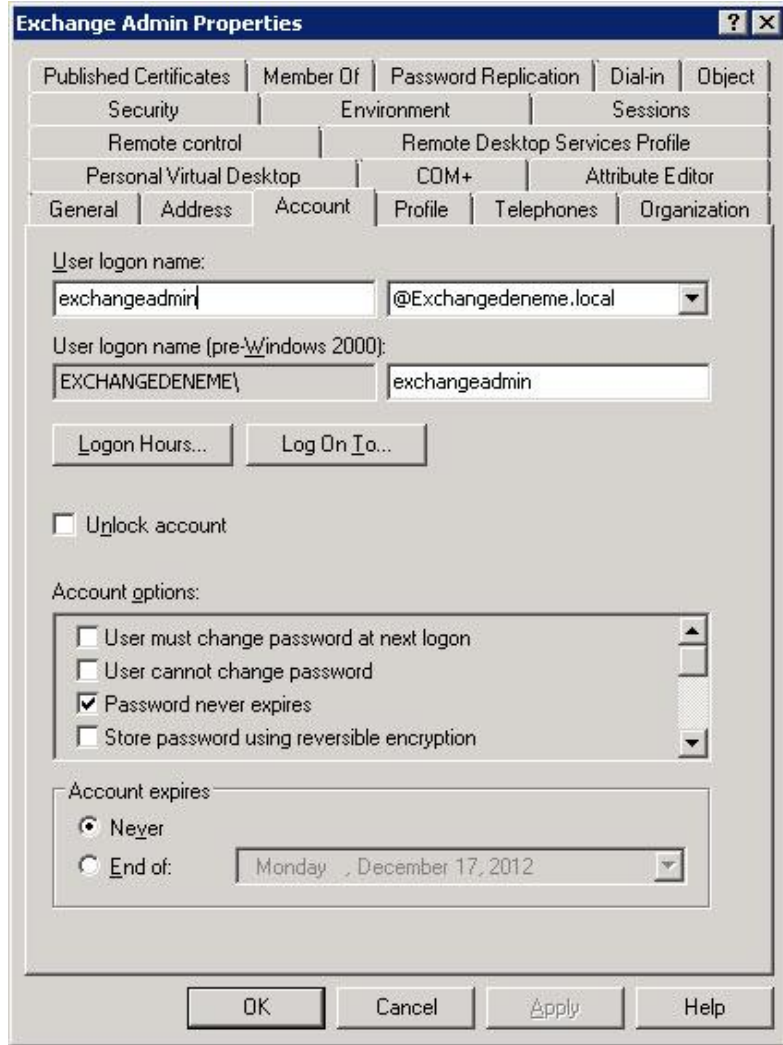 Exchange Admin Properties
Published Certificates Member Of Password Replication Dial-in Object
Security Environment Sessions
Remote control Remote Desktop Services Profile
Personal Virtual Desktop COM+ Attribute Editor
General Address Account Profile Telephones Organization
User logon name:
exchangeadmin @Exchangedeneme.local
User logon name (pre-Windows 2000):
EXCHANGEDENEME\ exchangeadmin
Logon Hours... Log On To...
Unlock account
Account options:
User must change password at next logon
User cannot change password
Password never expires
Store password using reversible encryption
Account expires
Never
End of: Monday , December 17, 2012
OK Cancel Apply Help